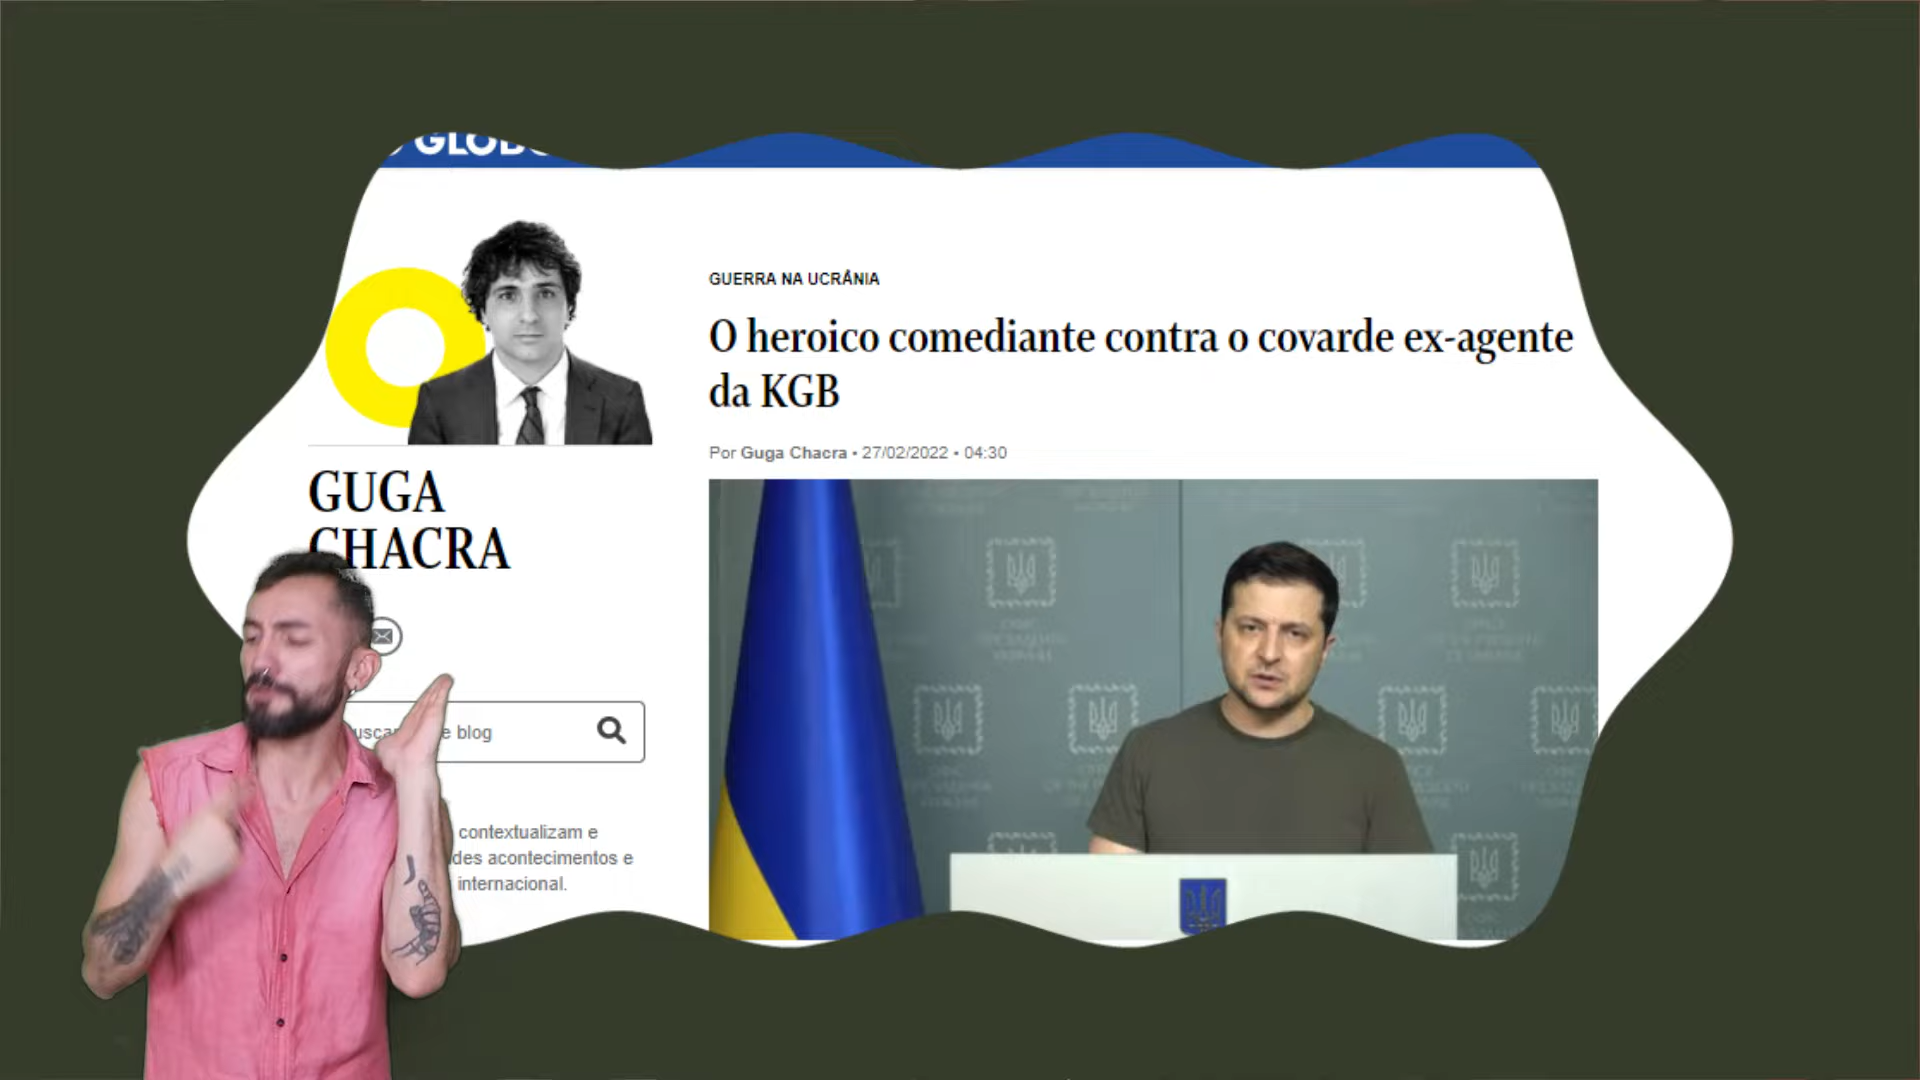 GLOBO
GUERRA NA UCRÂNIA
O heroico comediante contra o covarde ex-agente
da KGB
Por Guga Chacra • 27/02/2022 • 04:30
GUGA
CHACRA
e blog
contextualizam e
acontecimentos e
internacional.